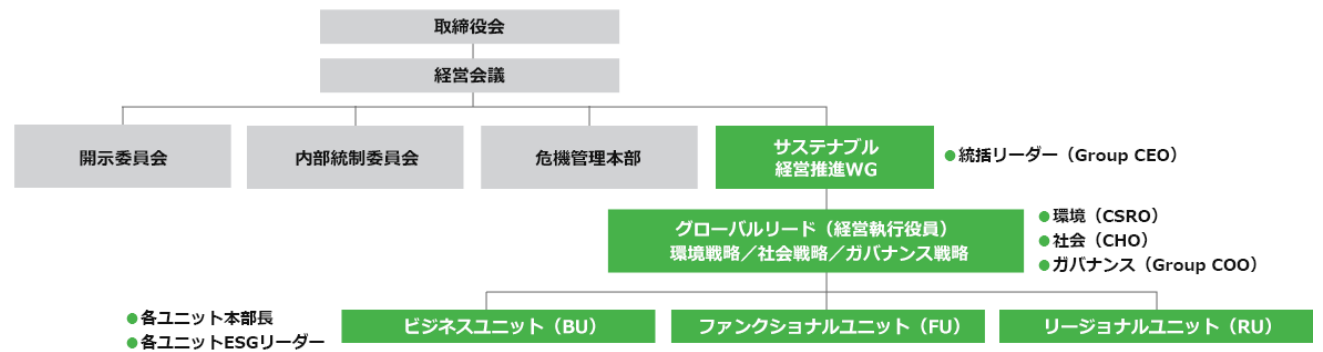 取締役会
経営会議
開示委員会
内部統制委員会
危機管理本部
サステナブル
経営推進WG
●統括リーダー（Group CEO）
グローバルリード（経営執行役員）
環境戦略／社会戦略／ガバナンス戦略
●環境（CSRO）
●社会（CHO）
●ガバナンス（Group COO）
●各ユニット本部長
●各ユニットESGリーダー
ビジネスユニット（BU）
ファンクショナルユニット（FU）
リージョナルユニット（RU）